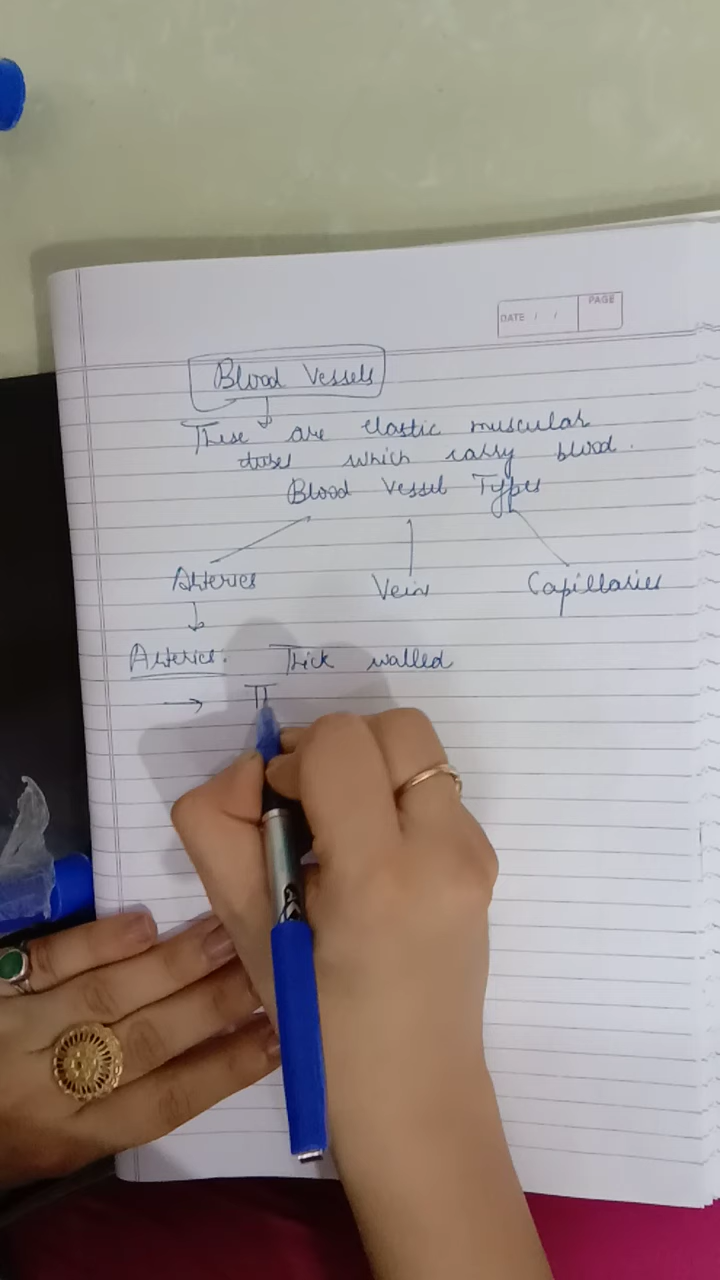 DATE / / PAGE
Blood Vessels
These are elastic muscular
tubes which carry blood.
Blood Vessel Types
Arteries Vein Capillaries
Arteries: Thick walled
→ Th